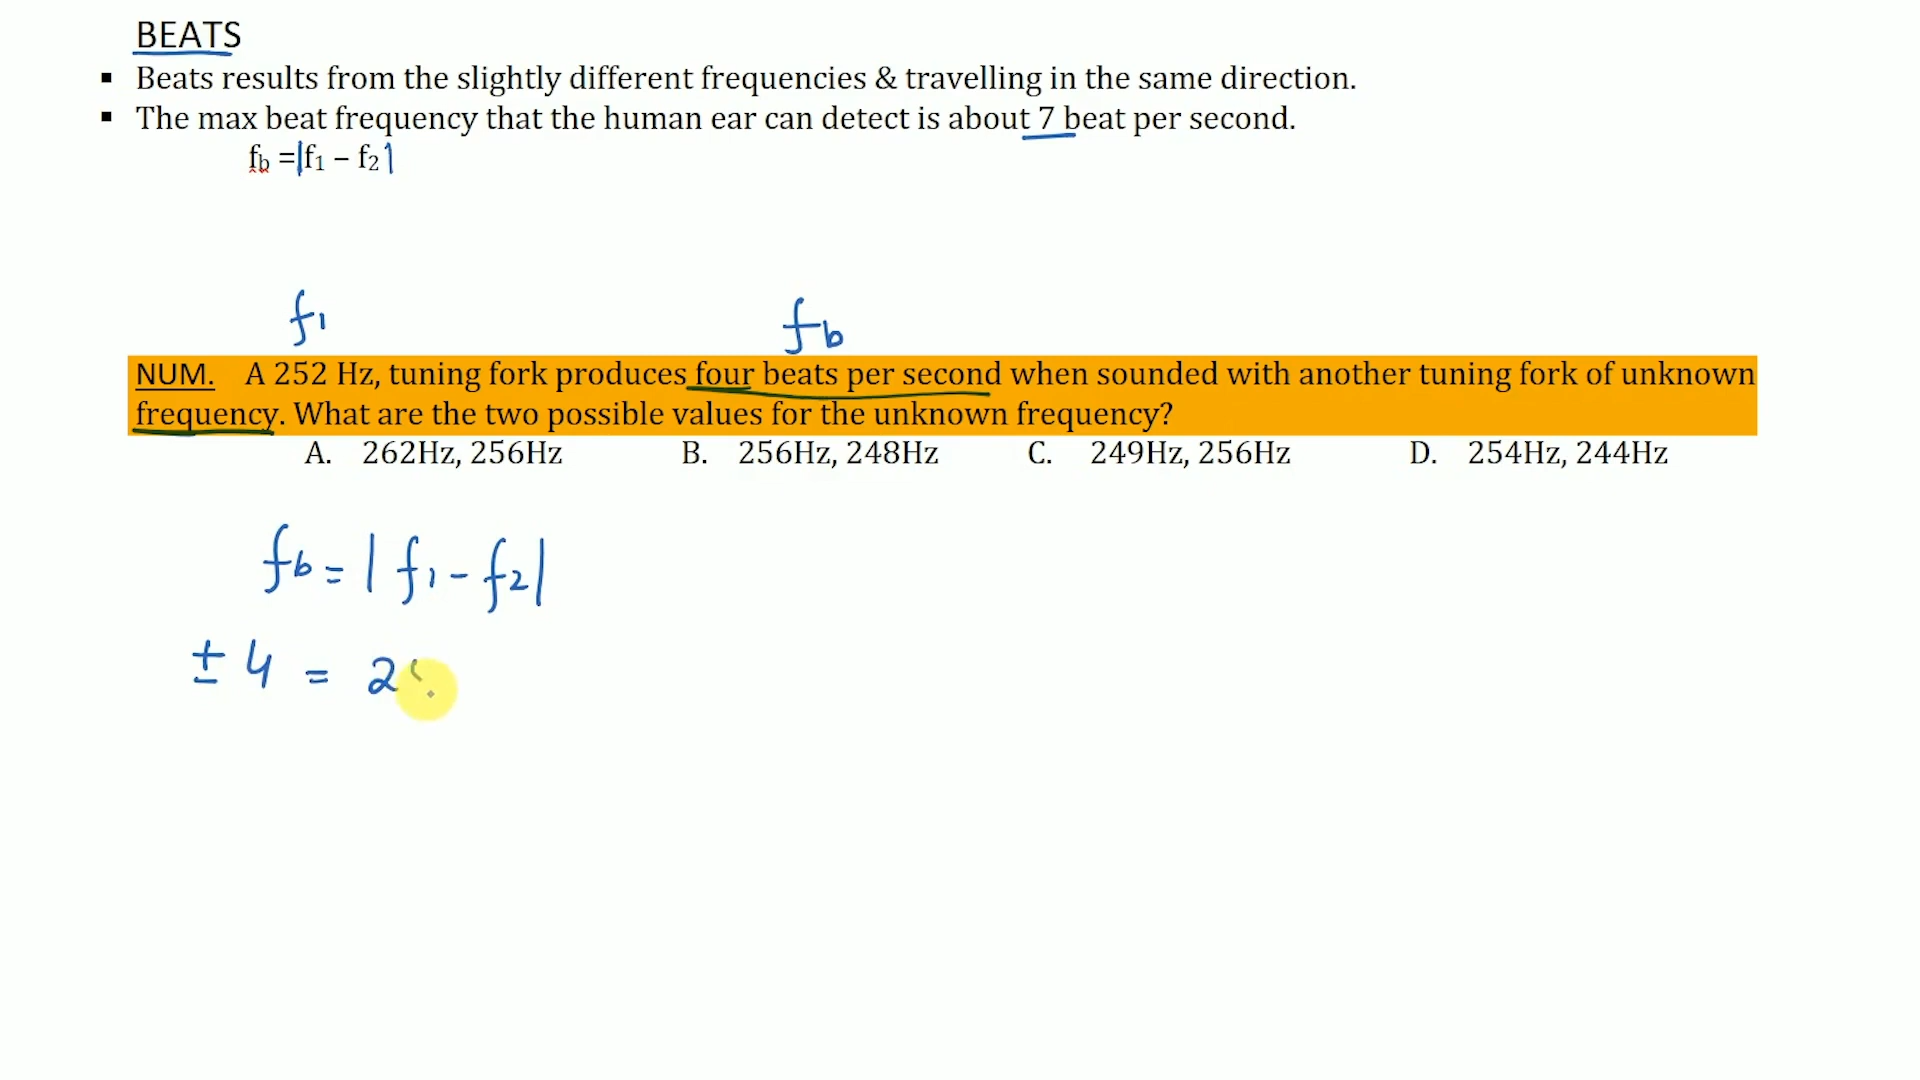 BEATS
▪ Beats results from the slightly different frequencies & travelling in the same direction.
▪ The max beat frequency that the human ear can detect is about 7 beat per second.
fb =|f1 – f2|
f1 fb
NUM. A 252 Hz, tuning fork produces four beats per second when sounded with another tuning fork of unknown
frequency. What are the two possible values for the unknown frequency?
A. 262Hz, 256Hz B. 256Hz, 248Hz C. 249Hz, 256Hz D. 254Hz, 244Hz
fb = | f1 - f2 |
± 4 = 2